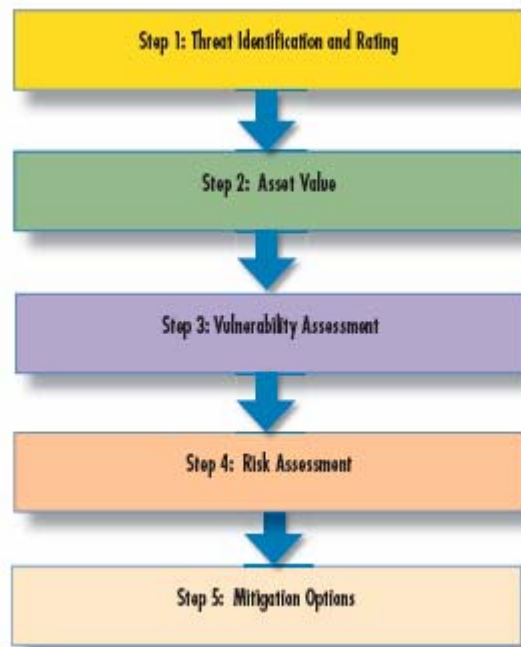 Step 1: Threat Identification and Rating
Step 2: Asset Value
Step 3: Vulnerability Assessment
Step 4: Risk Assessment
Step 5: Mitigation Options